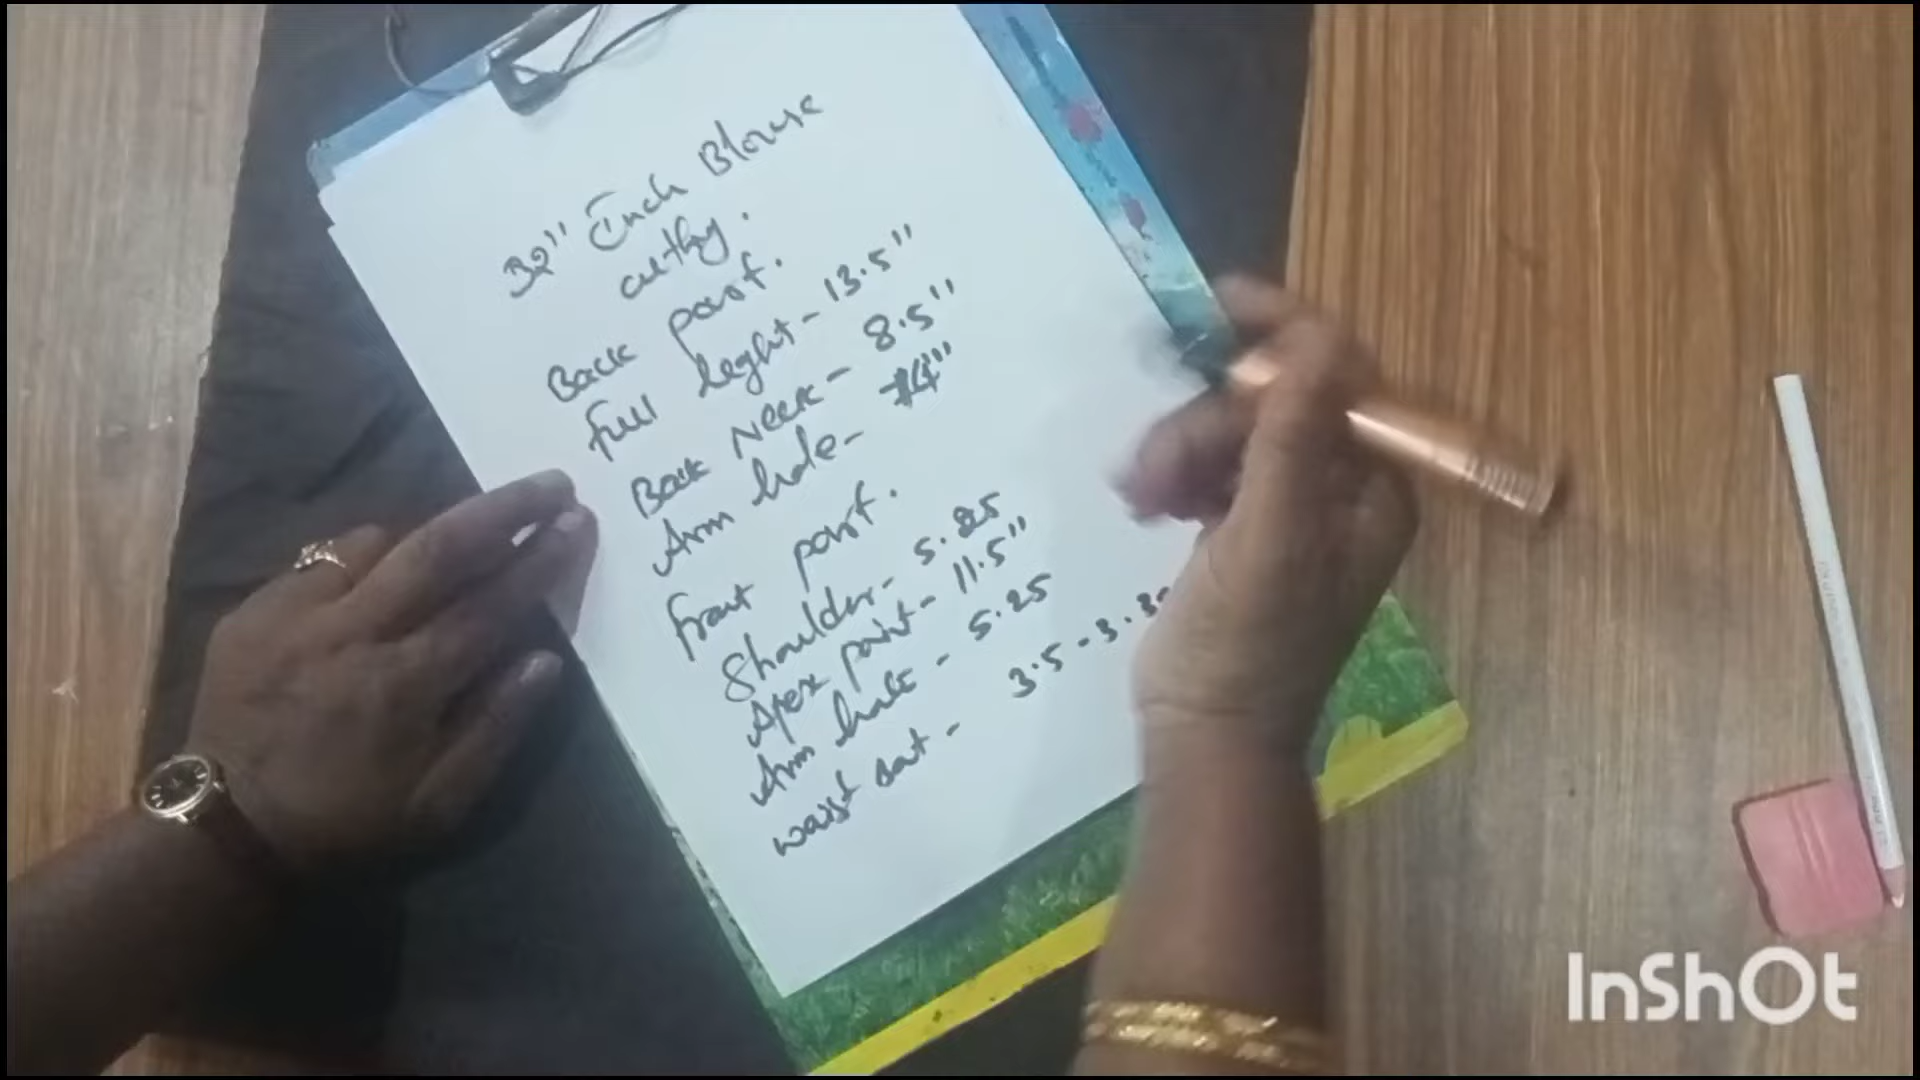 32" Inch Blouse
cutting.
Back part.
full leght - 13.5"
Back Neck - 8.5"
Arm hole -
front part.
Shoulder - 5.25
Apex point - 11.5"
Arm hole - 5.25
waist dat - 3.5 - 3.
InShOt